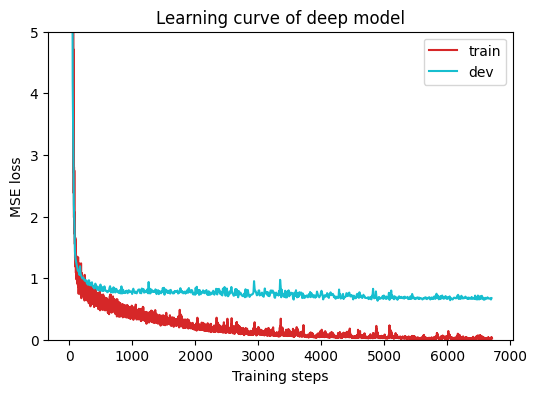 Learning curve of deep model
train
dev
MSE loss
5
4
3
2
1
0
0 1000 2000 3000 4000 5000 6000 7000
Training steps